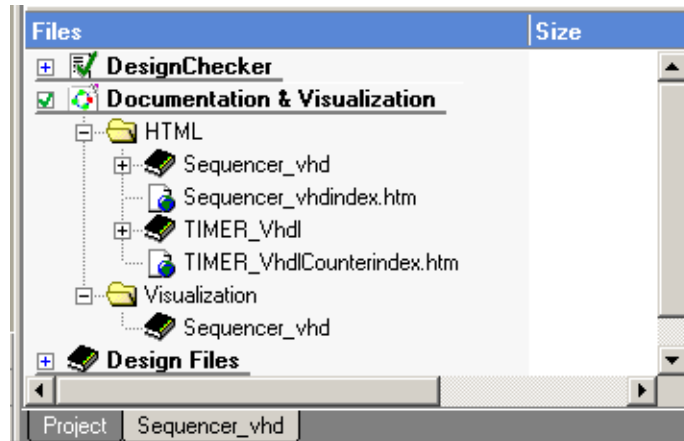 Files Size
DesignChecker
Documentation & Visualization
HTML
Sequencer_vhd
Sequencer_vhdindex.htm
TIMER_Vhdl
TIMER_VhdlCounterindex.htm
Visualization
Sequencer_vhd
Design Files
Project Sequencer_vhd